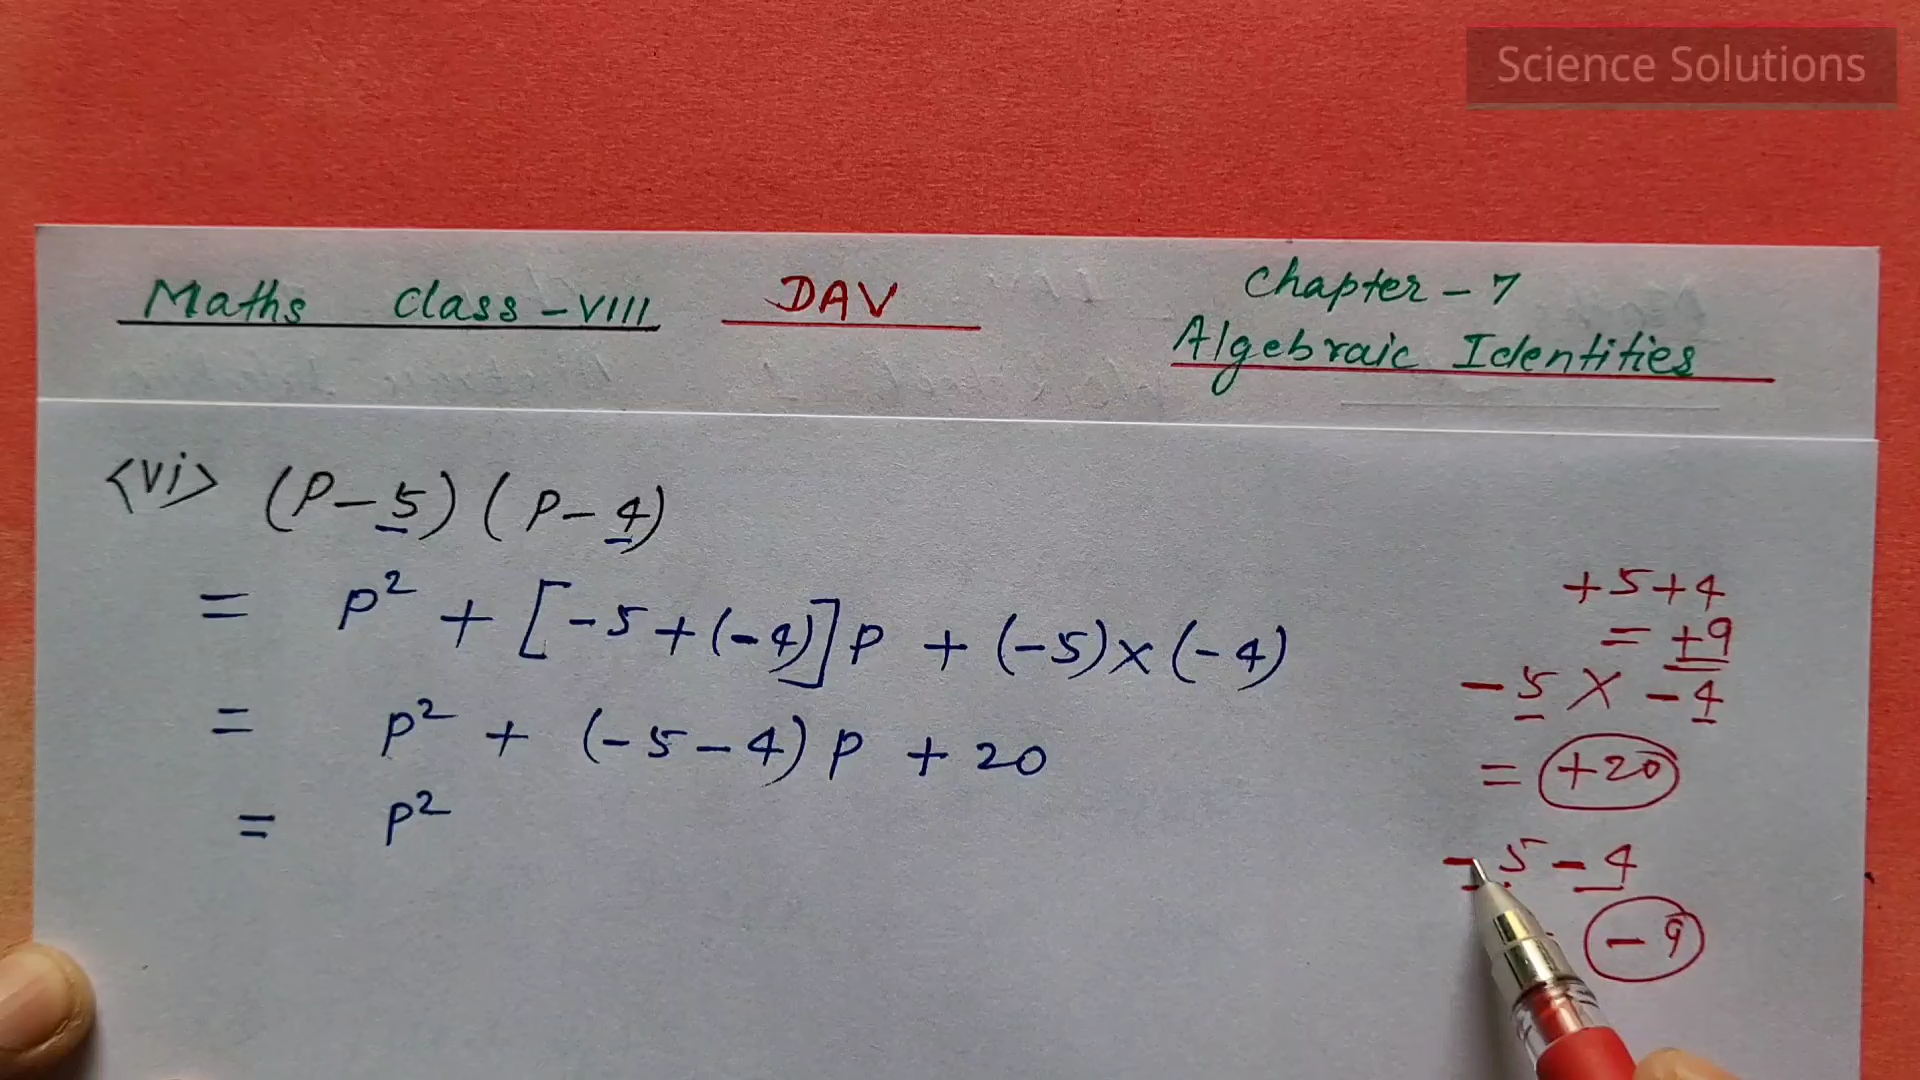 Science Solutions
Maths Class-VIII DAV Chapter-7
Algebraic Identities
<vi> (P-5)(P-4)
= P² + [-5+(-4)]P + (-5)×(-4)
= P² + (-5-4)P + 20
= P²
+5+4
= +9
-5 X -4
= +20
-5-4
-9